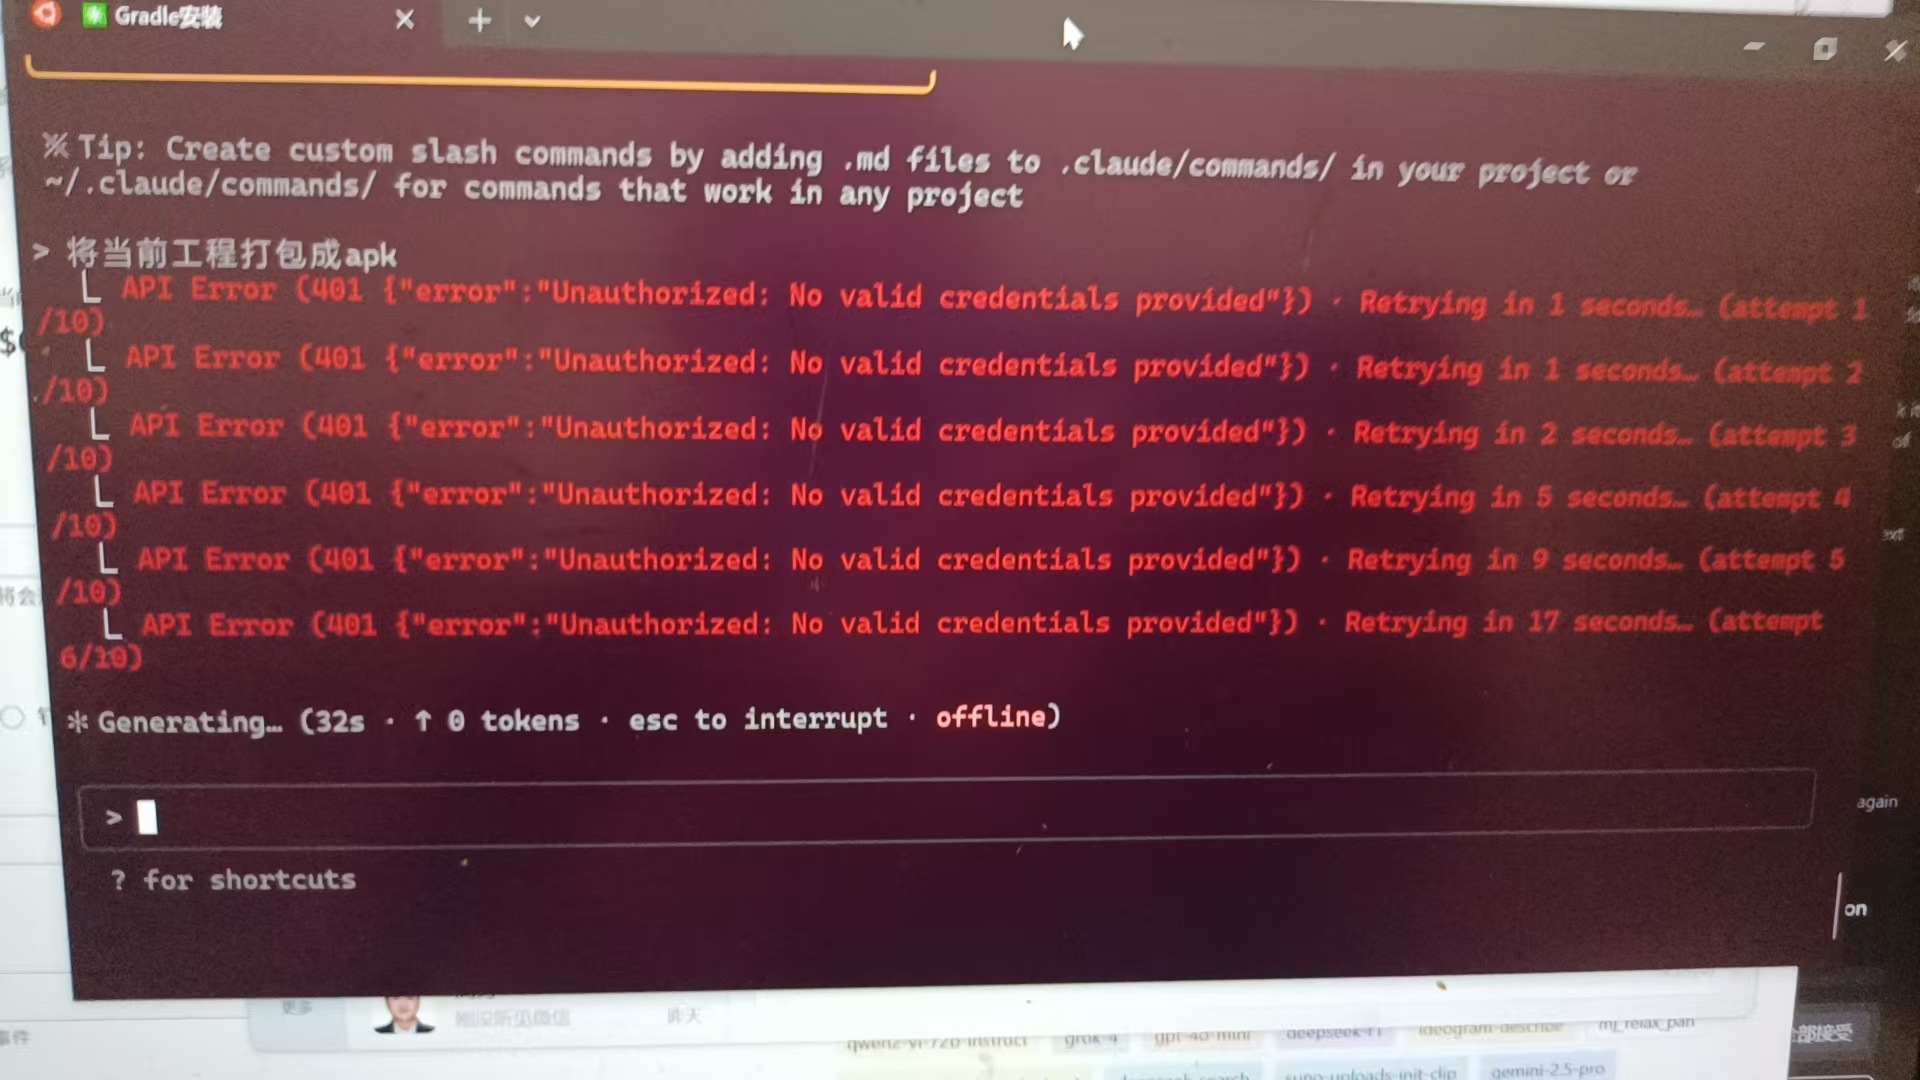 Gradle安装
※ Tip: Create custom slash commands by adding .md files to .claude/commands/ in your project or
~/.claude/commands/ for commands that work in any project
> 将当前工程打包成apk
API Error (401 {"error":"Unauthorized: No valid credentials provided"}) · Retrying in 1 seconds… (attempt 1
/10)
API Error (401 {"error":"Unauthorized: No valid credentials provided"}) · Retrying in 1 seconds… (attempt 2
/10)
API Error (401 {"error":"Unauthorized: No valid credentials provided"}) · Retrying in 2 seconds… (attempt 3
/10)
API Error (401 {"error":"Unauthorized: No valid credentials provided"}) · Retrying in 5 seconds… (attempt 4
/10)
API Error (401 {"error":"Unauthorized: No valid credentials provided"}) · Retrying in 9 seconds… (attempt 5
/10)
API Error (401 {"error":"Unauthorized: No valid credentials provided"}) · Retrying in 17 seconds… (attempt
6/10)
* Generating… (32s · ↑ 0 tokens · esc to interrupt · offline)
>
again
? for shortcuts
on
更多
昨天
grok-4 gpt-4o-mini deepseek-r1 ideogram-describe mj_relax_pan
suno-uploads-init-clip gemini-2.5-pro